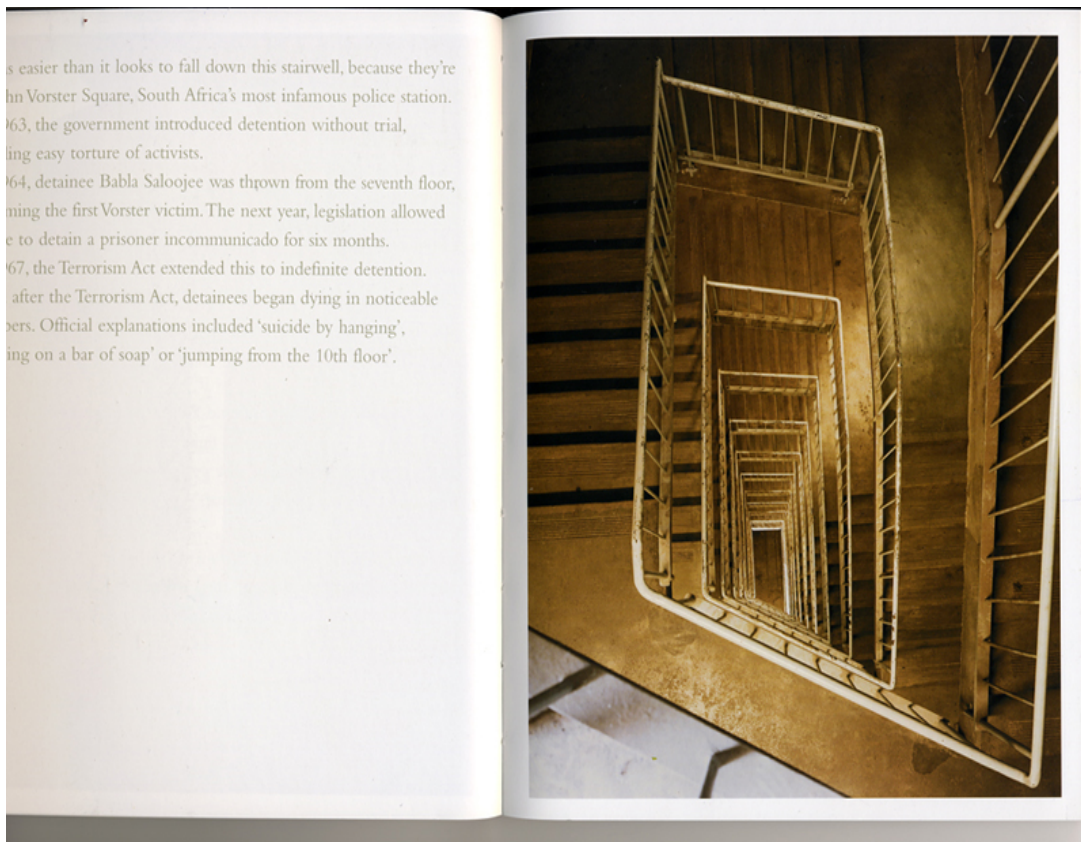 s easier than it looks to fall down this stairwell, because they're
hn Vorster Square, South Africa's most infamous police station.
63, the government introduced detention without trial,
ing easy torture of activists.
64, detainee Babla Saloojee was thrown from the seventh floor,
ming the first Vorster victim. The next year, legislation allowed
e to detain a prisoner incommunicado for six months.
67, the Terrorism Act extended this to indefinite detention.
after the Terrorism Act, detainees began dying in noticeable
ers. Official explanations included 'suicide by hanging',
ing on a bar of soap' or 'jumping from the 10th floor'.